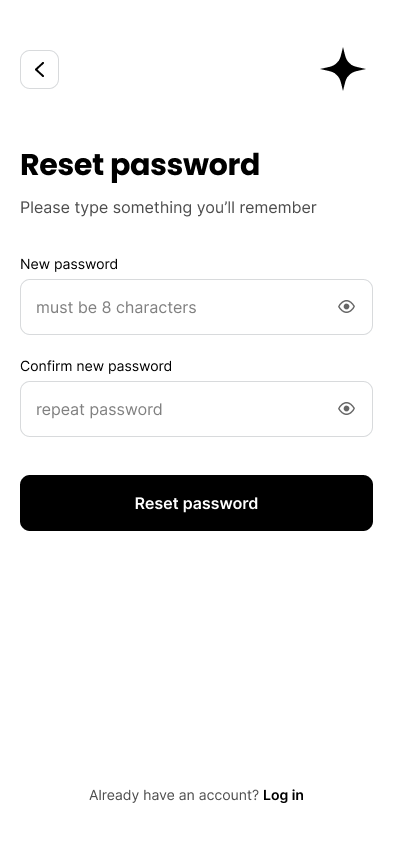 Reset password
Please type something you’ll remember
New password
must be 8 characters
Confirm new password
repeat password
Reset password
Already have an account? Log in